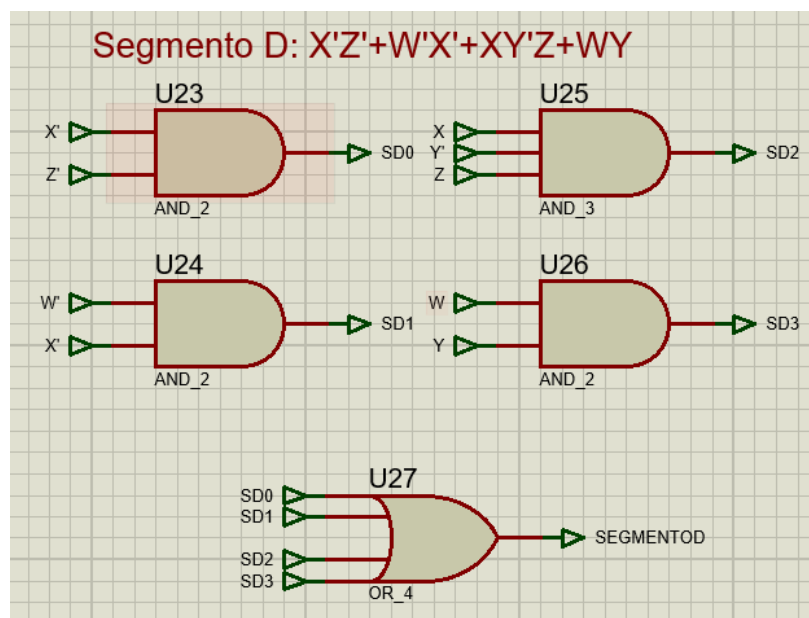 Segmento D: X'Z'+W'X'+XY'Z+WY
U23
X'
Z'
SD0
AND_2
U25
X
Y'
Z
SD2
AND_3
U24
W'
X'
SD1
AND_2
U26
W
Y
SD3
AND_2
U27
SD0
SD1
SD2
SD3
SEGMENTOD
OR_4